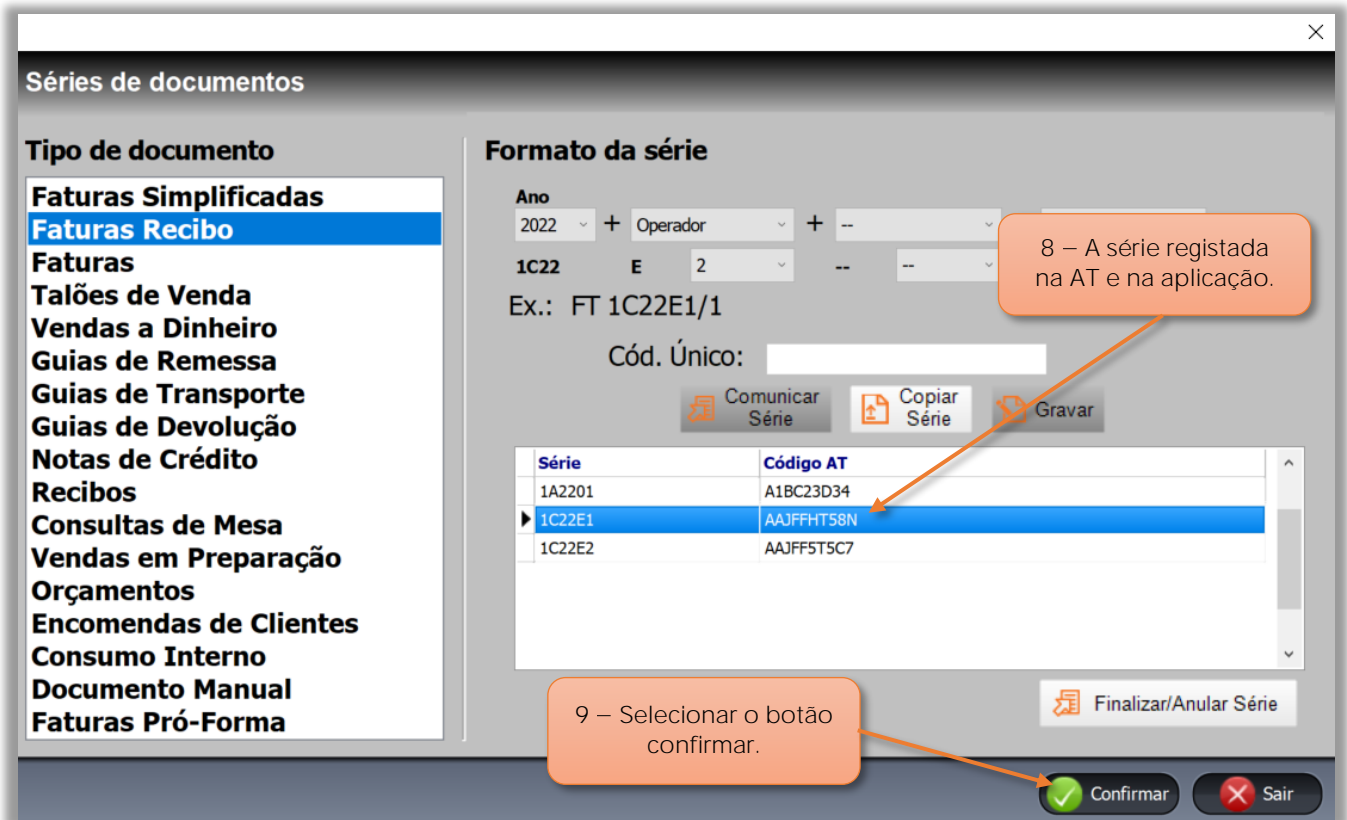 Séries de documentos
Tipo de documento
Faturas Simplificadas
Faturas Recibo
Faturas
Talões de Venda
Vendas a Dinheiro
Guias de Remessa
Guias de Transporte
Guias de Devolução
Notas de Crédito
Recibos
Consultas de Mesa
Vendas em Preparação
Orçamentos
Encomendas de Clientes
Consumo Interno
Documento Manual
Faturas Pró-Forma
Formato da série
Ano
2022 + Operador + --
1C22 E 2 -- --
Ex.: FT 1C22E1/1
8 – A série registada
na AT e na aplicação.
Cód. Único:
Comunicar
Série
Copiar
Série
Gravar
Série Código AT
1A2201 A1BC23D34
1C22E1 AAJFFHT58N
1C22E2 AAJFF5T5C7
Finalizar/Anular Série
9 – Selecionar o botão
confirmar.
Confirmar Sair